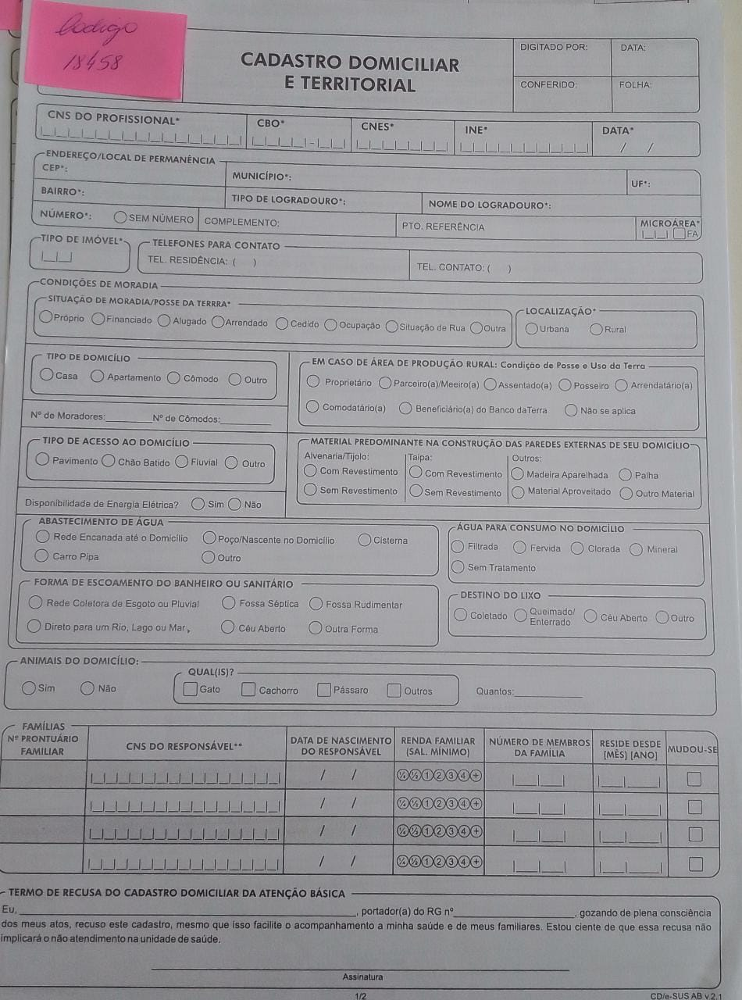 Codigo
18458
CADASTRO DOMICILIAR
E TERRITORIAL
DIGITADO POR: DATA:
CONFERIDO: FOLHA:
CNS DO PROFISSIONAL* CBO* CNES* INE* DATA*
/ /
ENDEREÇO/LOCAL DE PERMANÊNCIA
CEP*: MUNICÍPIO*: UF*:
BAIRRO*: TIPO DE LOGRADOURO*: NOME DO LOGRADOURO*:
NÚMERO*: SEM NÚMERO COMPLEMENTO: PTO. REFERÊNCIA MICROÁREA*
FA
TIPO DE IMÓVEL* TELEFONES PARA CONTATO
TEL. RESIDÊNCIA: ( ) TEL. CONTATO: ( )
CONDIÇÕES DE MORADIA
SITUAÇÃO DE MORADIA/POSSE DA TERRRA* LOCALIZAÇÃO*
Próprio Financiado Alugado Arrendado Cedido Ocupação Situação de Rua Outra Urbana Rural
TIPO DE DOMICÍLIO EM CASO DE ÁREA DE PRODUÇÃO RURAL: Condição de Posse e Uso da Terra
Casa Apartamento Cômodo Outro Proprietário Parceiro(a)/Meeiro(a) Assentado(a) Posseiro Arrendatário(a)
Comodatário(a) Beneficiário(a) do Banco daTerra Não se aplica
Nº de Moradores:________ Nº de Cômodos:________
TIPO DE ACESSO AO DOMICÍLIO MATERIAL PREDOMINANTE NA CONSTRUÇÃO DAS PAREDES EXTERNAS DE SEU DOMICÍLIO
Alvenaria/Tijolo: Taipa: Outros:
Pavimento Chão Batido Fluvial Outro Com Revestimento Com Revestimento Madeira Aparelhada Palha
Sem Revestimento Sem Revestimento Material Aproveitado Outro Material
Disponibilidade de Energia Elétrica? Sim Não
ABASTECIMENTO DE ÁGUA ÁGUA PARA CONSUMO NO DOMICÍLIO
Rede Encanada até o Domicílio Poço/Nascente no Domicílio Cisterna Filtrada Fervida Clorada Mineral
Carro Pipa Outro Sem Tratamento
FORMA DE ESCOAMENTO DO BANHEIRO OU SANITÁRIO DESTINO DO LIXO
Rede Coletora de Esgoto ou Pluvial Fossa Séptica Fossa Rudimentar Coletado Queimado/ Enterrado Céu Aberto Outro
Direto para um Rio, Lago ou Mar, Céu Aberto Outra Forma
ANIMAIS DO DOMICÍLIO: QUAL(IS)?
Sim Não Gato Cachorro Pássaro Outros Quantos:____________
FAMÍLIAS
Nº PRONTUÁRIO FAMILIAR CNS DO RESPONSÁVEL** DATA DE NASCIMENTO DO RESPONSÁVEL RENDA FAMILIAR (SAL. MÍNIMO) NÚMERO DE MEMBROS DA FAMÍLIA RESIDE DESDE [MÊS] [ANO] MUDOU-SE
/ / ¼ ½ 1 2 3 4 +
/ / ¼ ½ 1 2 3 4 +
/ / ¼ ½ 1 2 3 4 +
/ / ¼ ½ 1 2 3 4 +
TERMO DE RECUSA DO CADASTRO DOMICILIAR DA ATENÇÃO BÁSICA
Eu, ____________________, portador(a) do RG nº____________________, gozando de plena consciência
dos meus atos, recuso este cadastro, mesmo que isso facilite o acompanhamento a minha saúde e de meus familiares. Estou ciente de que essa recusa não
implicará o não atendimento na unidade de saúde.
Assinatura
1/2 CD/e-SUS AB v.2.1